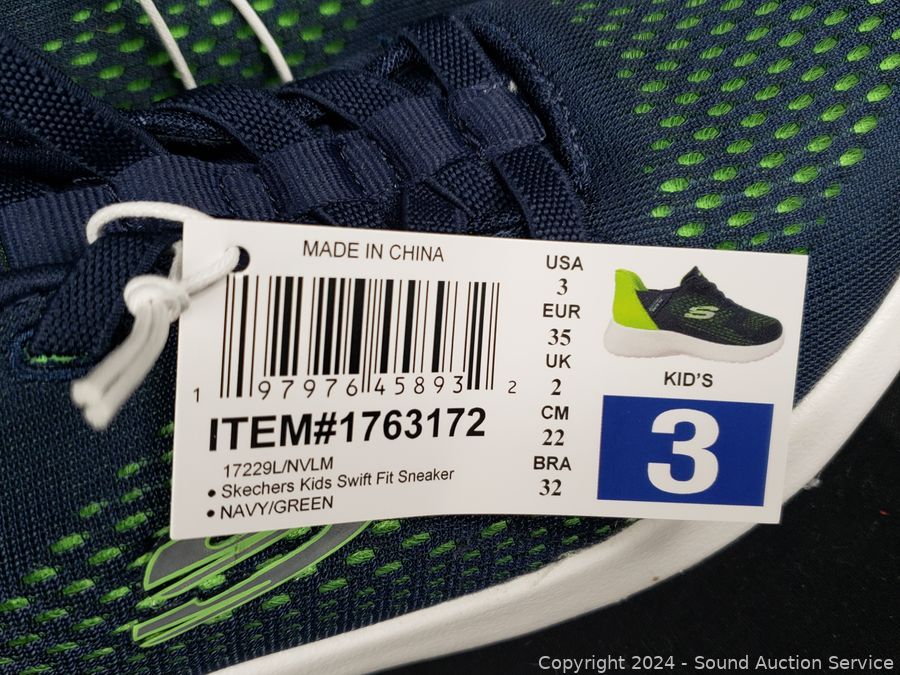 MADE IN CHINA
1 97976 45893 2
ITEM#1763172
17229L/NVLM
• Skechers Kids Swift Fit Sneaker
• NAVY/GREEN
USA
3
EUR
35
UK
2
CM
22
BRA
32
KID'S
3
Copyright 2024 - Sound Auction Service